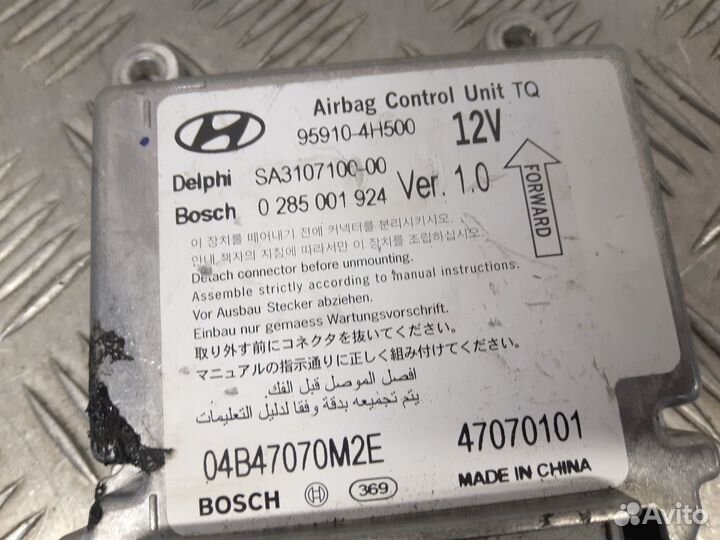 Airbag Control Unit TQ
95910-4H500 12V
Delphi SA3107100-00
Bosch 0 285 001 924 Ver. 1.0
FORWARD
이 장치를 떼어내기 전에 커넥터를 분리시키시오.
안내 책자의 지침에 따라서만 이 장치를 조립하십시오.
Detach connector before unmounting.
Assemble strictly according to manual instructions.
Vor Ausbau Stecker abziehen.
Einbau nur gemaess Wartungsvorschrift.
取り外す前にコネクタを抜いてください。
マニュアルの指示通りに正しく組み付けてください。
افصل الموصل قبل الفك.
يتم تجميعه بدقة وفقا لدليل التعليمات
04B47070M2E 47070101
BOSCH 369 MADE IN CHINA
Avito